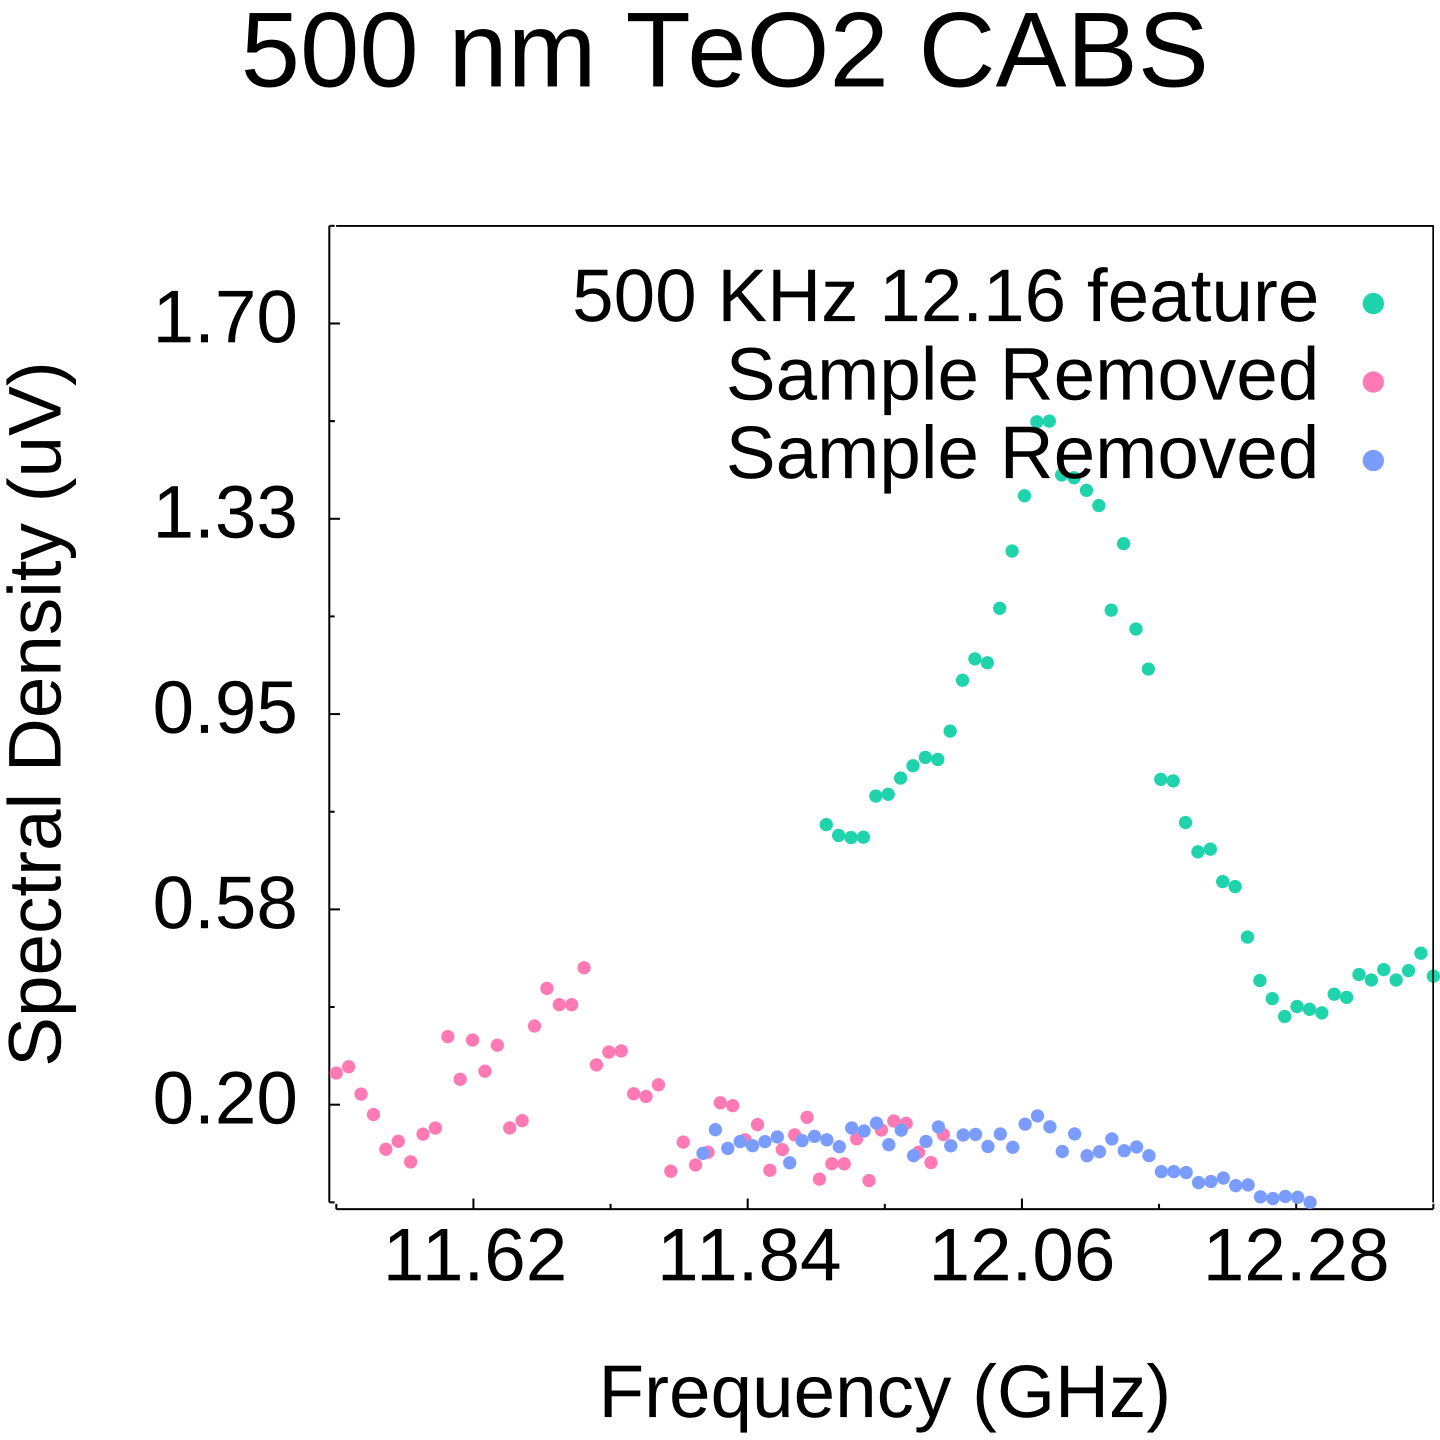 500 nm TeO2 CABS
500 KHz 12.16 feature
Sample Removed
Sample Removed
Spectral Density (uV)
1.70
1.33
0.95
0.58
0.20
11.62
11.84
12.06
12.28
Frequency (GHz)